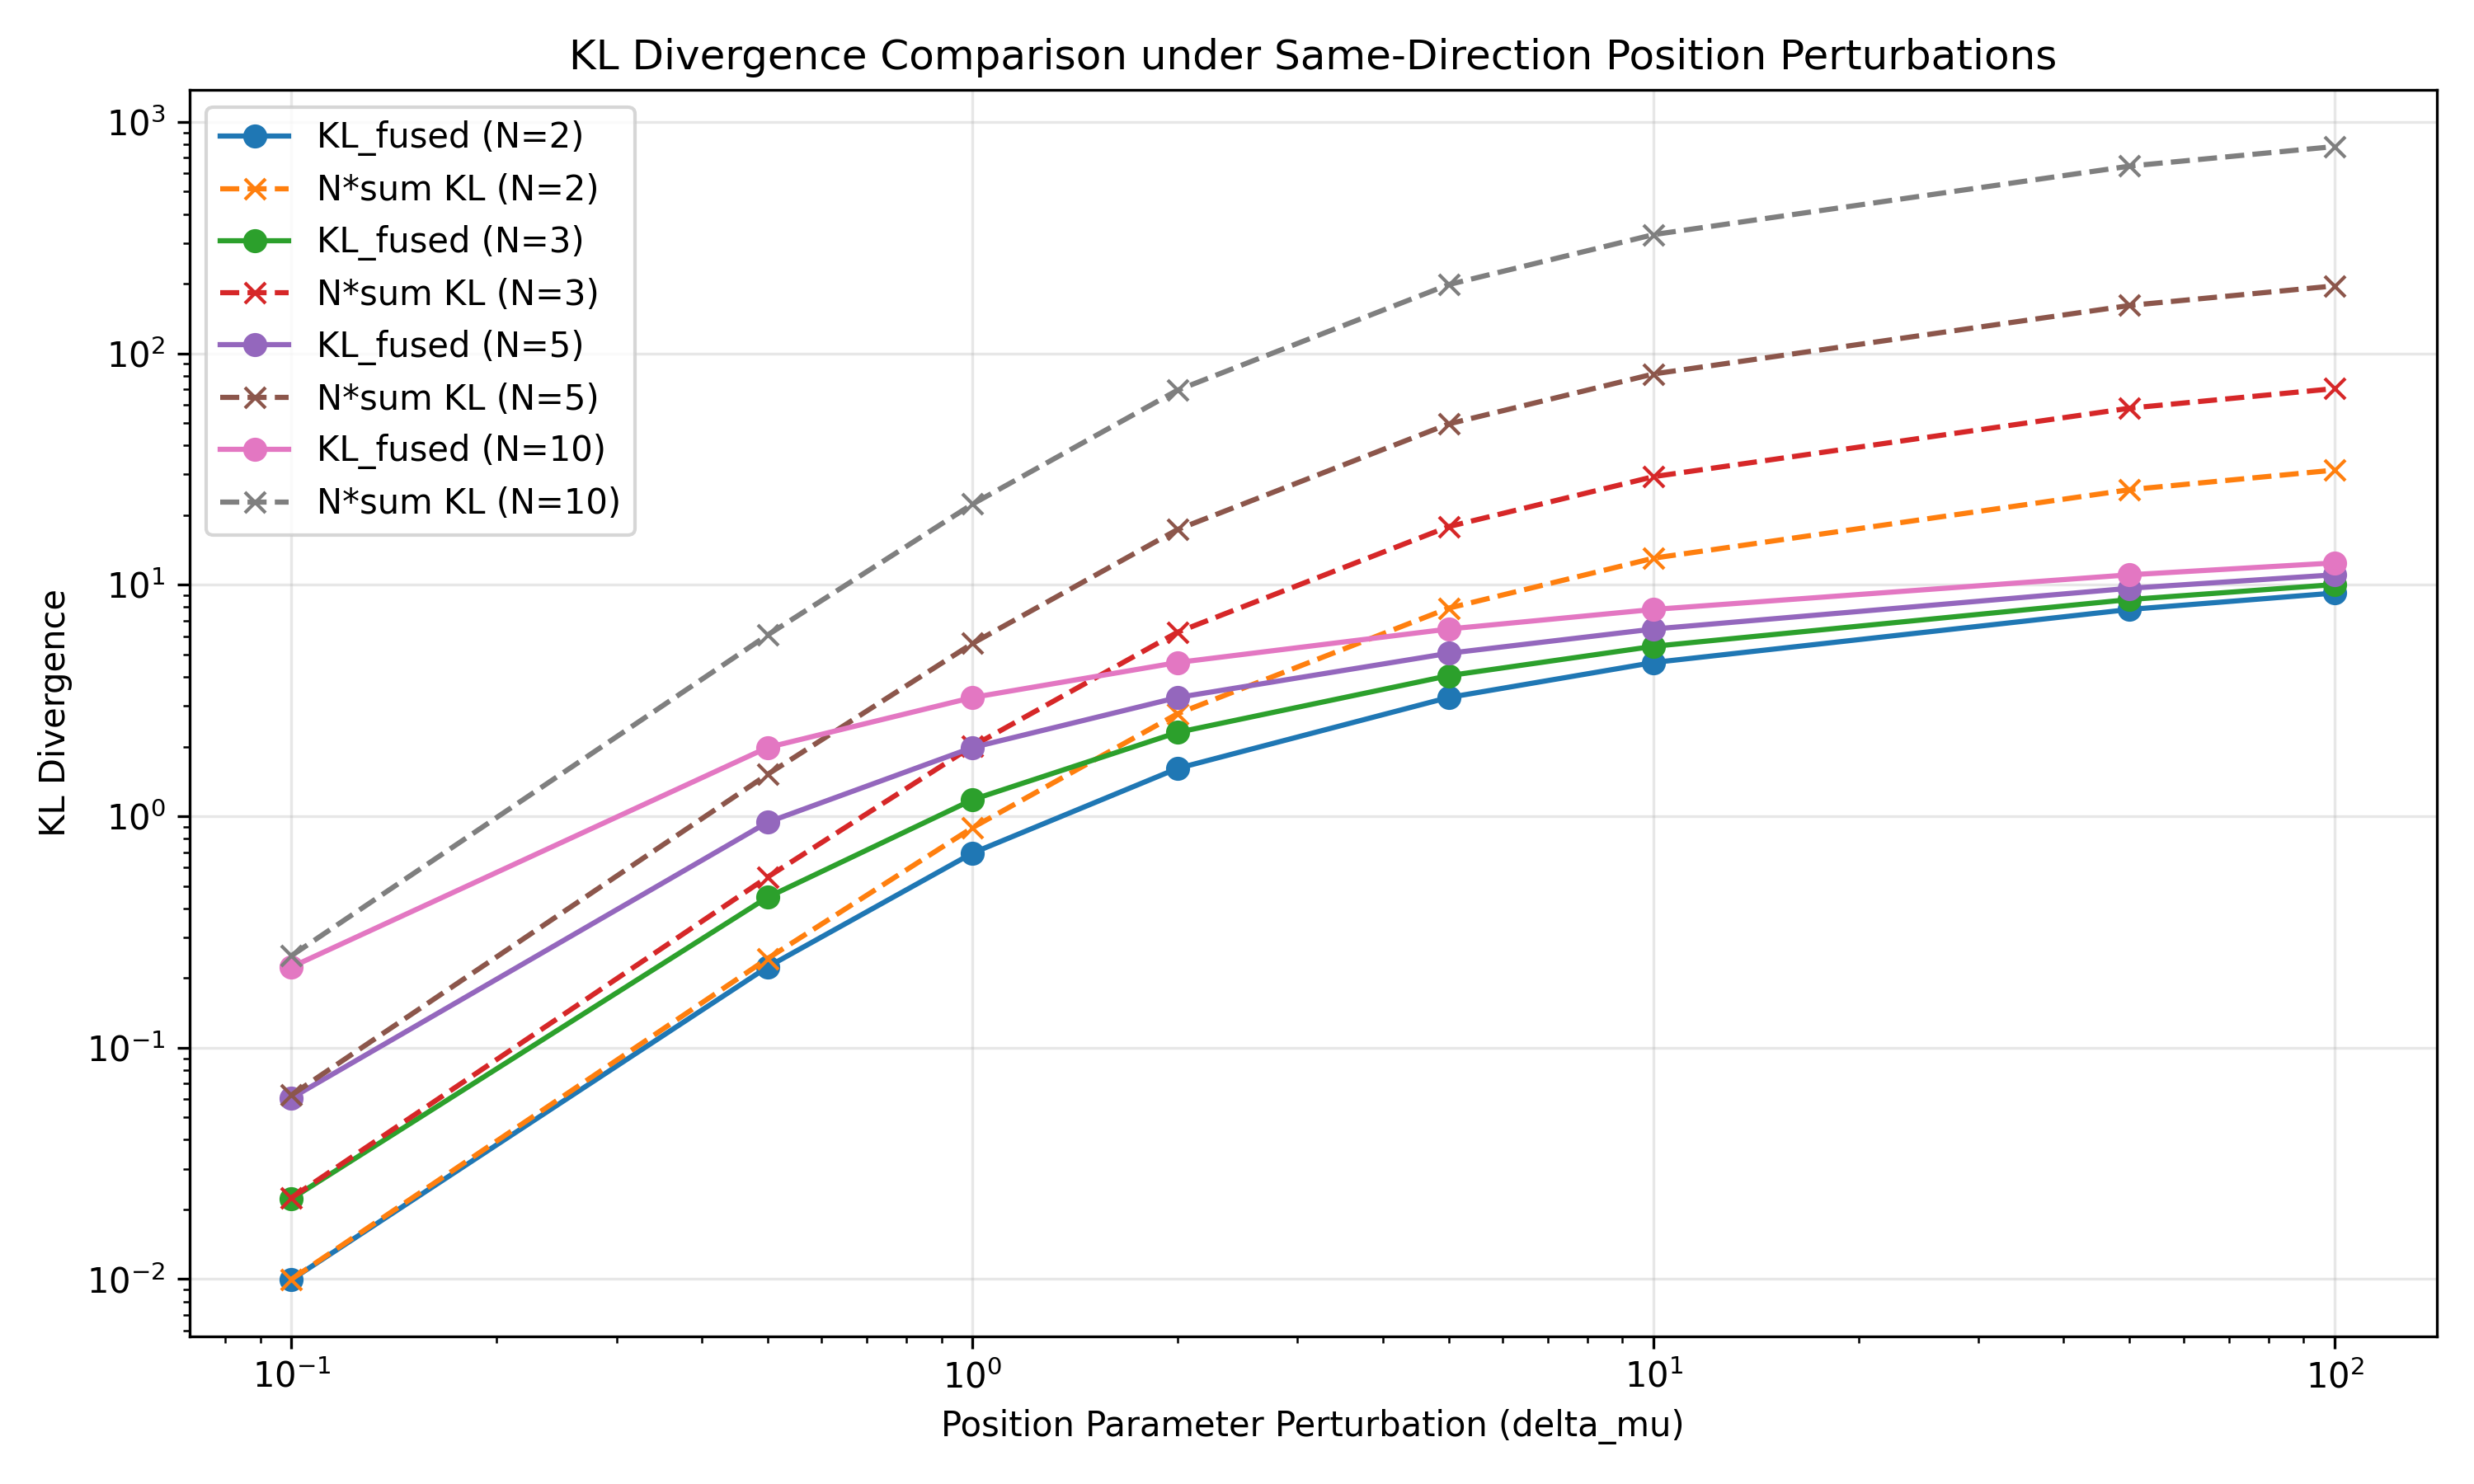 KL Divergence Comparison under Same-Direction Position Perturbations
KL_fused (N=2)
N*sum KL (N=2)
KL_fused (N=3)
N*sum KL (N=3)
KL_fused (N=5)
N*sum KL (N=5)
KL_fused (N=10)
N*sum KL (N=10)
KL Divergence
10³
10²
10¹
10⁰
10⁻¹
10⁻²
10⁻¹ 10⁰ 10¹ 10²
Position Parameter Perturbation (delta_mu)